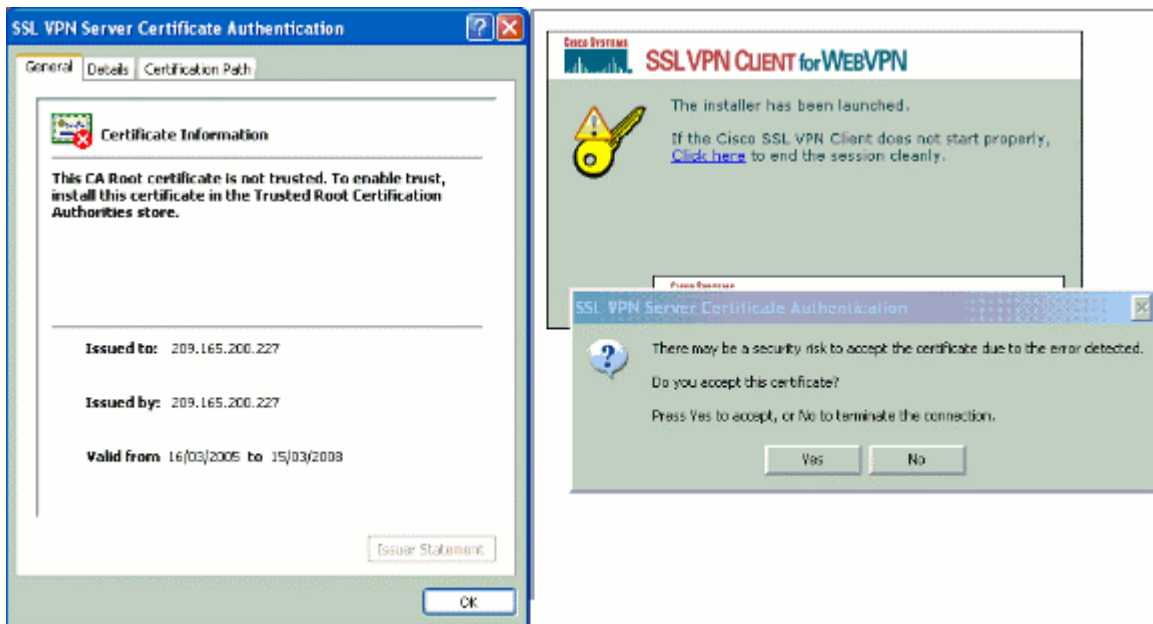 SSL VPN Server Certificate Authentication
General Details Certification Path
Certificate Information
This CA Root certificate is not trusted. To enable trust,
install this certificate in the Trusted Root Certification
Authorities store.
Issued to: 209.165.200.227
Issued by: 209.165.200.227
Valid from 16/03/2005 to 15/03/2008
Issuer Statement
OK
CISCO SYSTEMS
SSL VPN CLIENT for WEBVPN
The installer has been launched.
If the Cisco SSL VPN Client does not start properly,
Click here to end the session cleanly.
CISCO SYSTEMS
SSL VPN Server Certificate Authentication
There may be a security risk to accept the certificate due to the error detected.
Do you accept this certificate?
Press Yes to accept, or No to terminate the connection.
Yes No